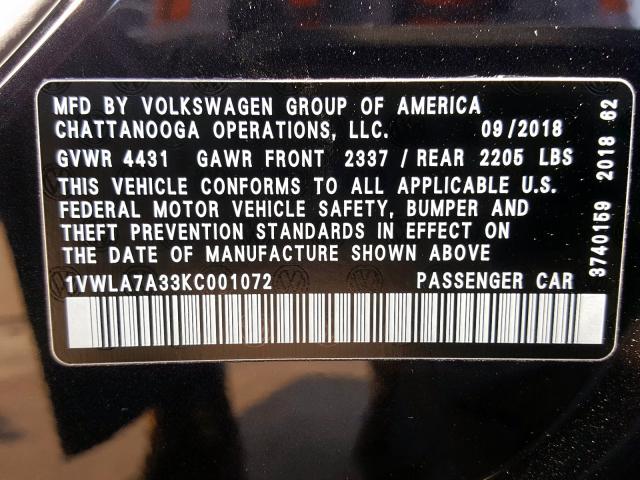 MFD BY VOLKSWAGEN GROUP OF AMERICA
CHATTANOOGA OPERATIONS, LLC. 09/2018
GVWR 4431 GAWR FRONT 2337 / REAR 2205 LBS
THIS VEHICLE CONFORMS TO ALL APPLICABLE U.S.
FEDERAL MOTOR VEHICLE SAFETY, BUMPER AND
THEFT PREVENTION STANDARDS IN EFFECT ON
THE DATE OF MANUFACTURE SHOWN ABOVE
1VWLA7A33KC001072 PASSENGER CAR
3740159 2018 62